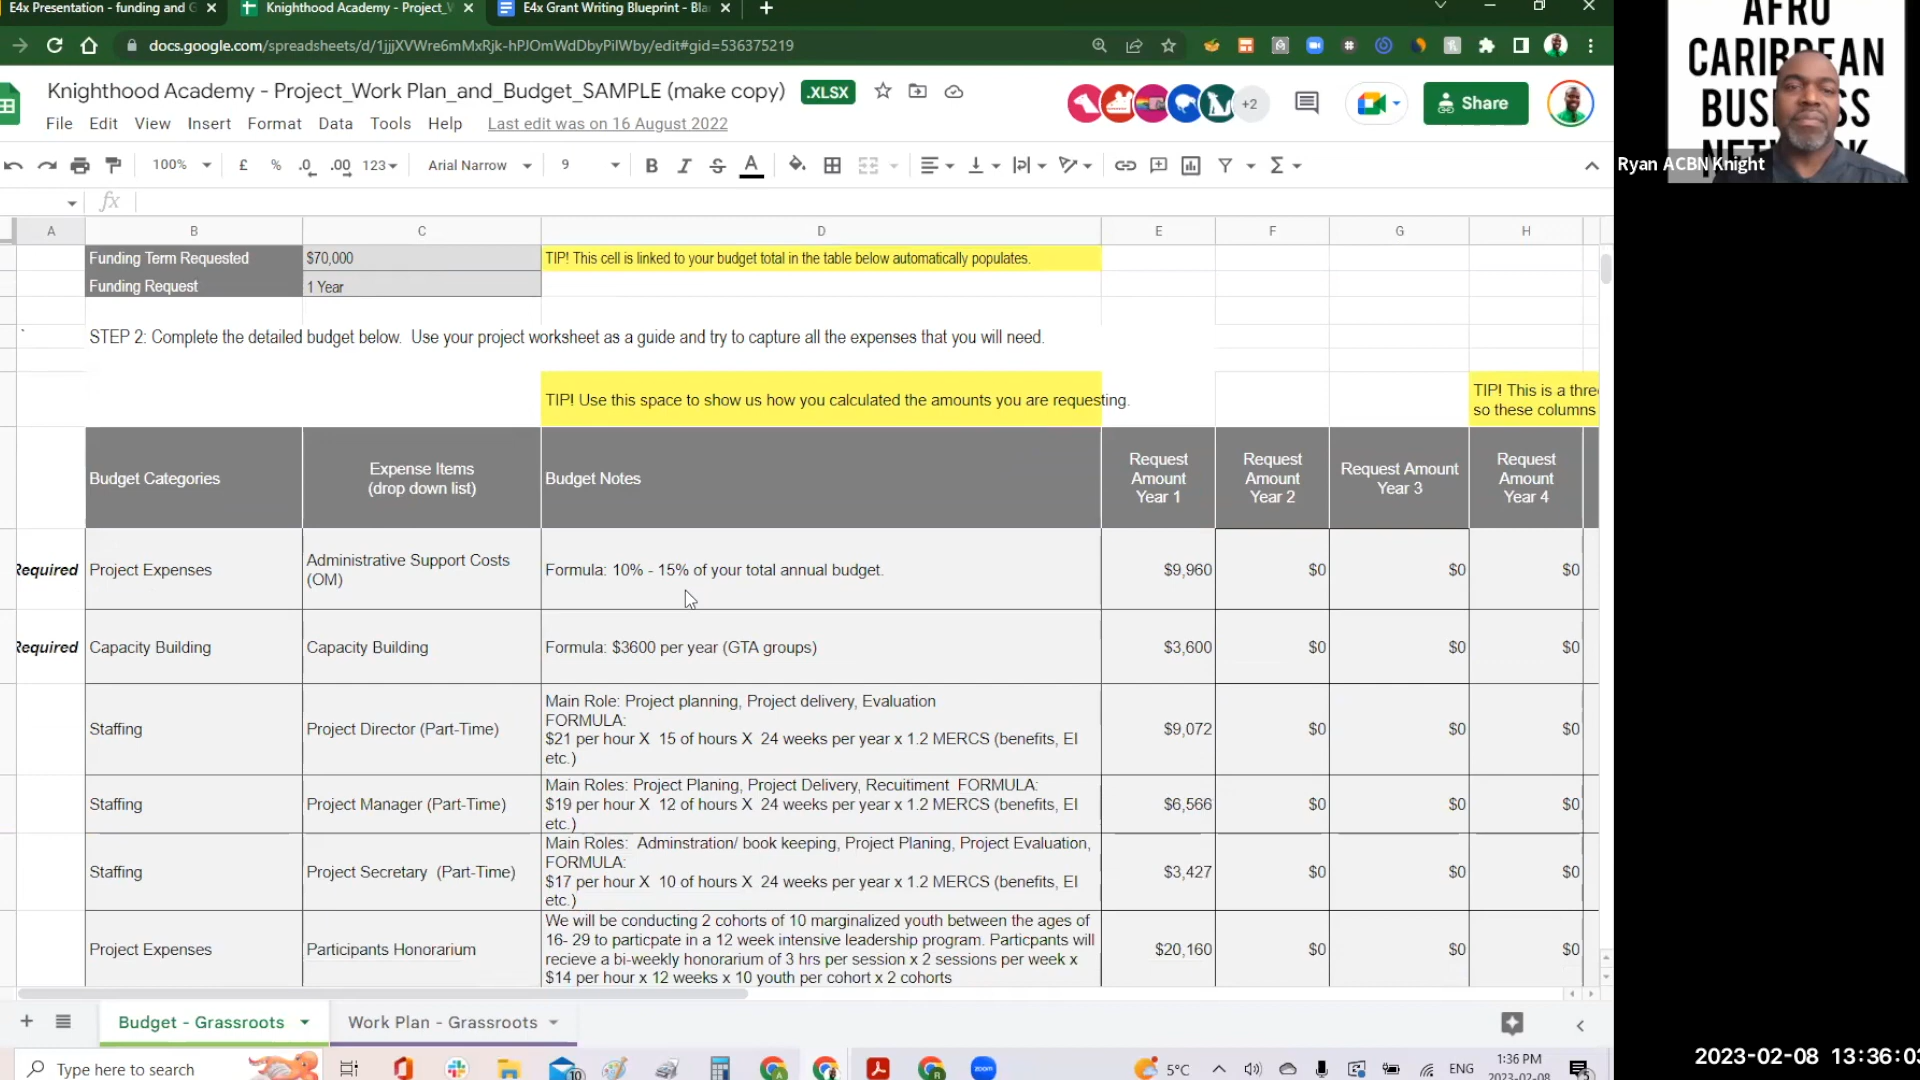 E4x Presentation - funding and G
Knighthood Academy - Project_W
E4x Grant Writing Blueprint - Bla
docs.google.com/spreadsheets/d/1jjjXVWre6mMxRjk-hPJOmWdDbyPilWby/edit#gid=536375219
Knighthood Academy - Project_Work Plan_and_Budget_SAMPLE (make copy)
.XLSX
+2
Share
File Edit View Insert Format Data Tools Help Last edit was on 16 August 2022
100% £ % .0 .00 123 Arial Narrow 9 B I S A
fx
A B C D E F G H
Funding Term Requested $70,000 TIP! This cell is linked to your budget total in the table below automatically populates.
Funding Request 1 Year
STEP 2: Complete the detailed budget below. Use your project worksheet as a guide and try to capture all the expenses that you will need.
TIP! Use this space to show us how you calculated the amounts you are requesting.
TIP! This is a thre
so these columns
Budget Categories
Expense Items
(drop down list)
Budget Notes
Request
Amount
Year 1
Request
Amount
Year 2
Request Amount
Year 3
Request
Amount
Year 4
Required Project Expenses
Administrative Support Costs
(OM)
Formula: 10% - 15% of your total annual budget.
$9,960 $0 $0 $0
Required Capacity Building Capacity Building Formula: $3600 per year (GTA groups) $3,600 $0 $0 $0
Staffing Project Director (Part-Time)
Main Role: Project planning, Project delivery, Evaluation
FORMULA:
$21 per hour X 15 of hours X 24 weeks per year x 1.2 MERCS (benefits, EI
etc.)
$9,072 $0 $0 $0
Staffing Project Manager (Part-Time)
Main Roles: Project Planing, Project Delivery, Recuitiment FORMULA:
$19 per hour X 12 of hours X 24 weeks per year x 1.2 MERCS (benefits, EI
etc.)
$6,566 $0 $0 $0
Staffing Project Secretary (Part-Time)
Main Roles: Adminstration/ book keeping, Project Planing, Project Evaluation,
FORMULA:
$17 per hour X 10 of hours X 24 weeks per year x 1.2 MERCS (benefits, EI
etc.)
$3,427 $0 $0 $0
Project Expenses Participants Honorarium
We will be conducting 2 cohorts of 10 marginalized youth between the ages of
16- 29 to particpate in a 12 week intensive leadership program. Particpants will
recieve a bi-weekly honorarium of 3 hrs per session x 2 sessions per week x
$14 per hour x 12 weeks x 10 youth per cohort x 2 cohorts
$20,160 $0 $0 $0
Budget - Grassroots Work Plan - Grassroots
Type here to search
10
zoom
5°C
ENG
1:36 PM
2023-02-08
5
AFRO
CARIBBEAN
BUS
NETWORK
Ryan ACBN Knight
2023-02-08 13:36:03